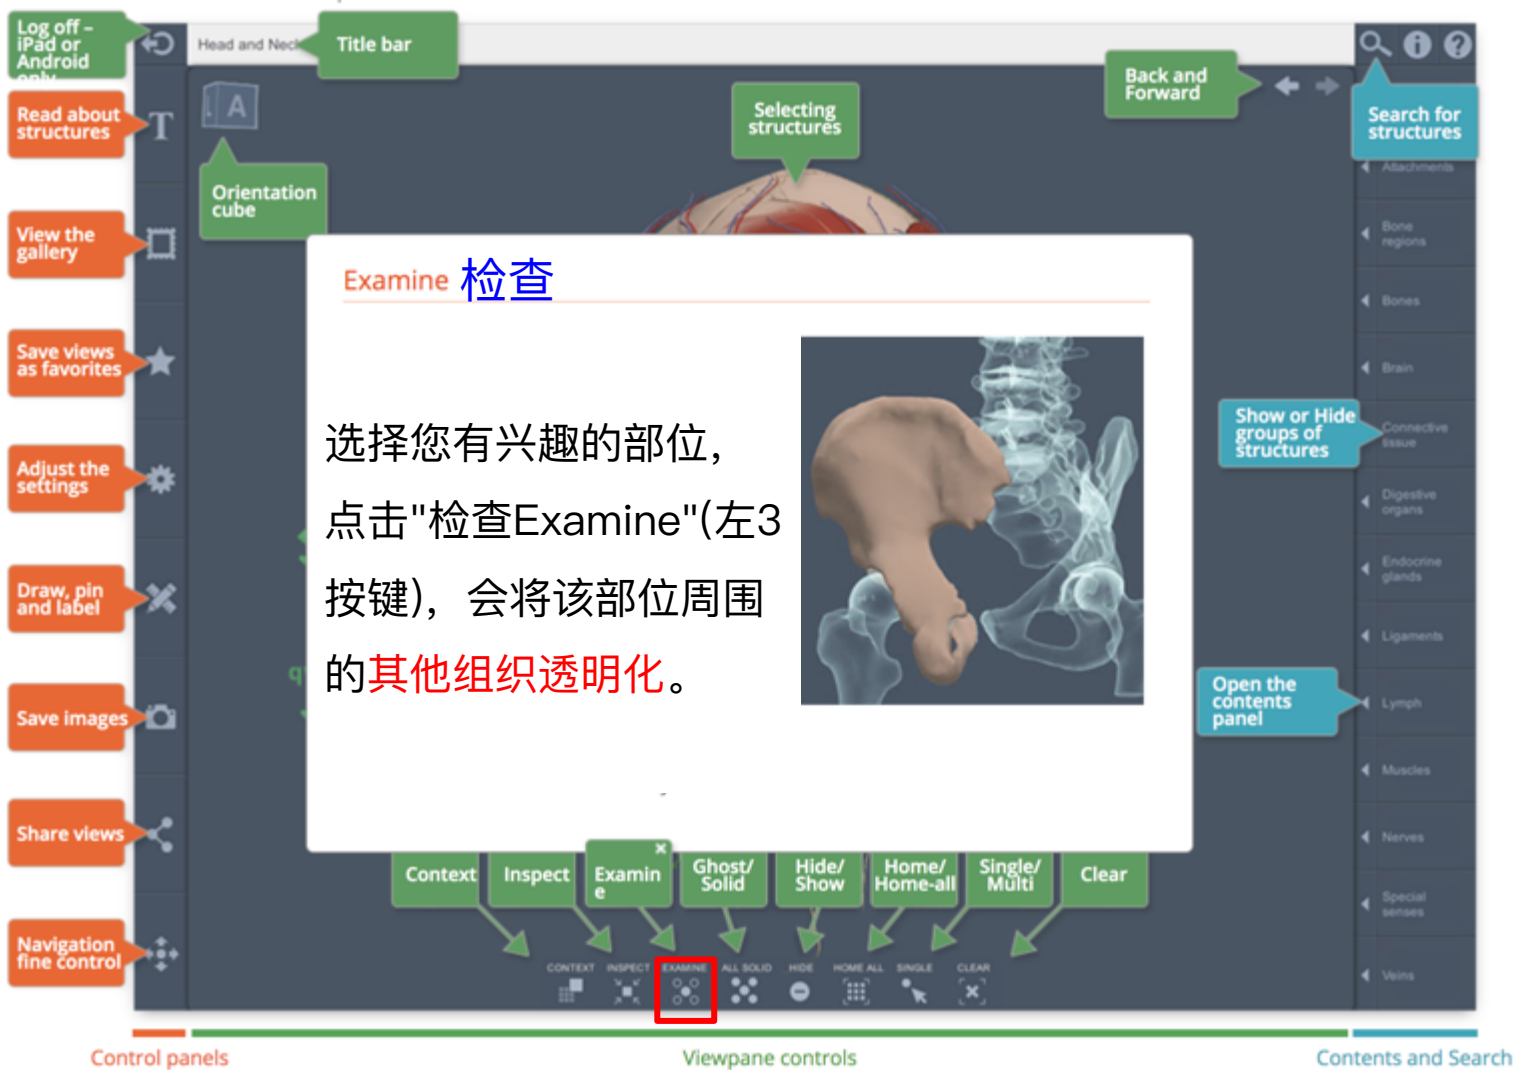 Log off –
iPad or
Android
only
Head and Neck
Title bar
Back and
Forward
Read about
structures
A
Selecting
structures
Search for
structures
Orientation
cube
Attachments
View the
gallery
Bone
regions
Examine 检查
Bones
Save views
as favorites
Brain
选择您有兴趣的部位，
Show or Hide
groups of
structures
Connective
tissue
Adjust the
settings
点击"检查Examine"(左3
Digestive
organs
Draw, pin
and label
按键)，会将该部位周围
Endocrine
glands
Ligaments
的其他组织透明化。
Save images
Open the
contents
panel
Lymph
Muscles
Share views
Nerves
Context
Inspect
Examin
e
Ghost/
Solid
Hide/
Show
Home/
Home-all
Single/
Multi
Clear
Special
senses
Navigation
fine control
CONTEXT
INSPECT
EXAMINE
ALL SOLID
HIDE
HOME ALL
SINGLE
CLEAR
Veins
Control panels
Viewpane controls
Contents and Search